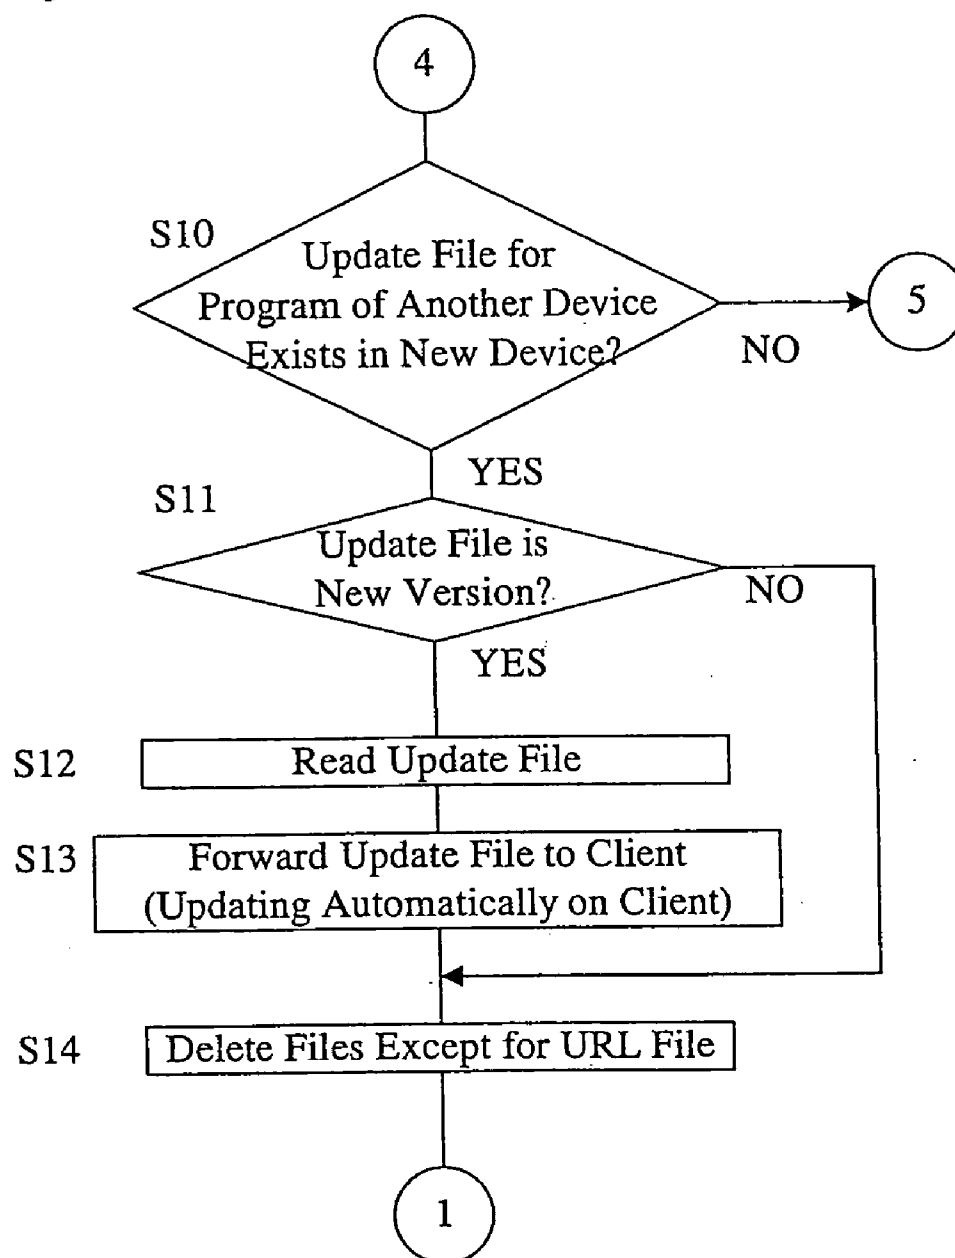 4
S10
Update File for
Program of Another Device
Exists in New Device?
NO
5
YES
S11
Update File is
New Version?
NO
YES
S12
Read Update File
S13
Forward Update File to Client
(Updating Automatically on Client)
S14
Delete Files Except for URL File
1